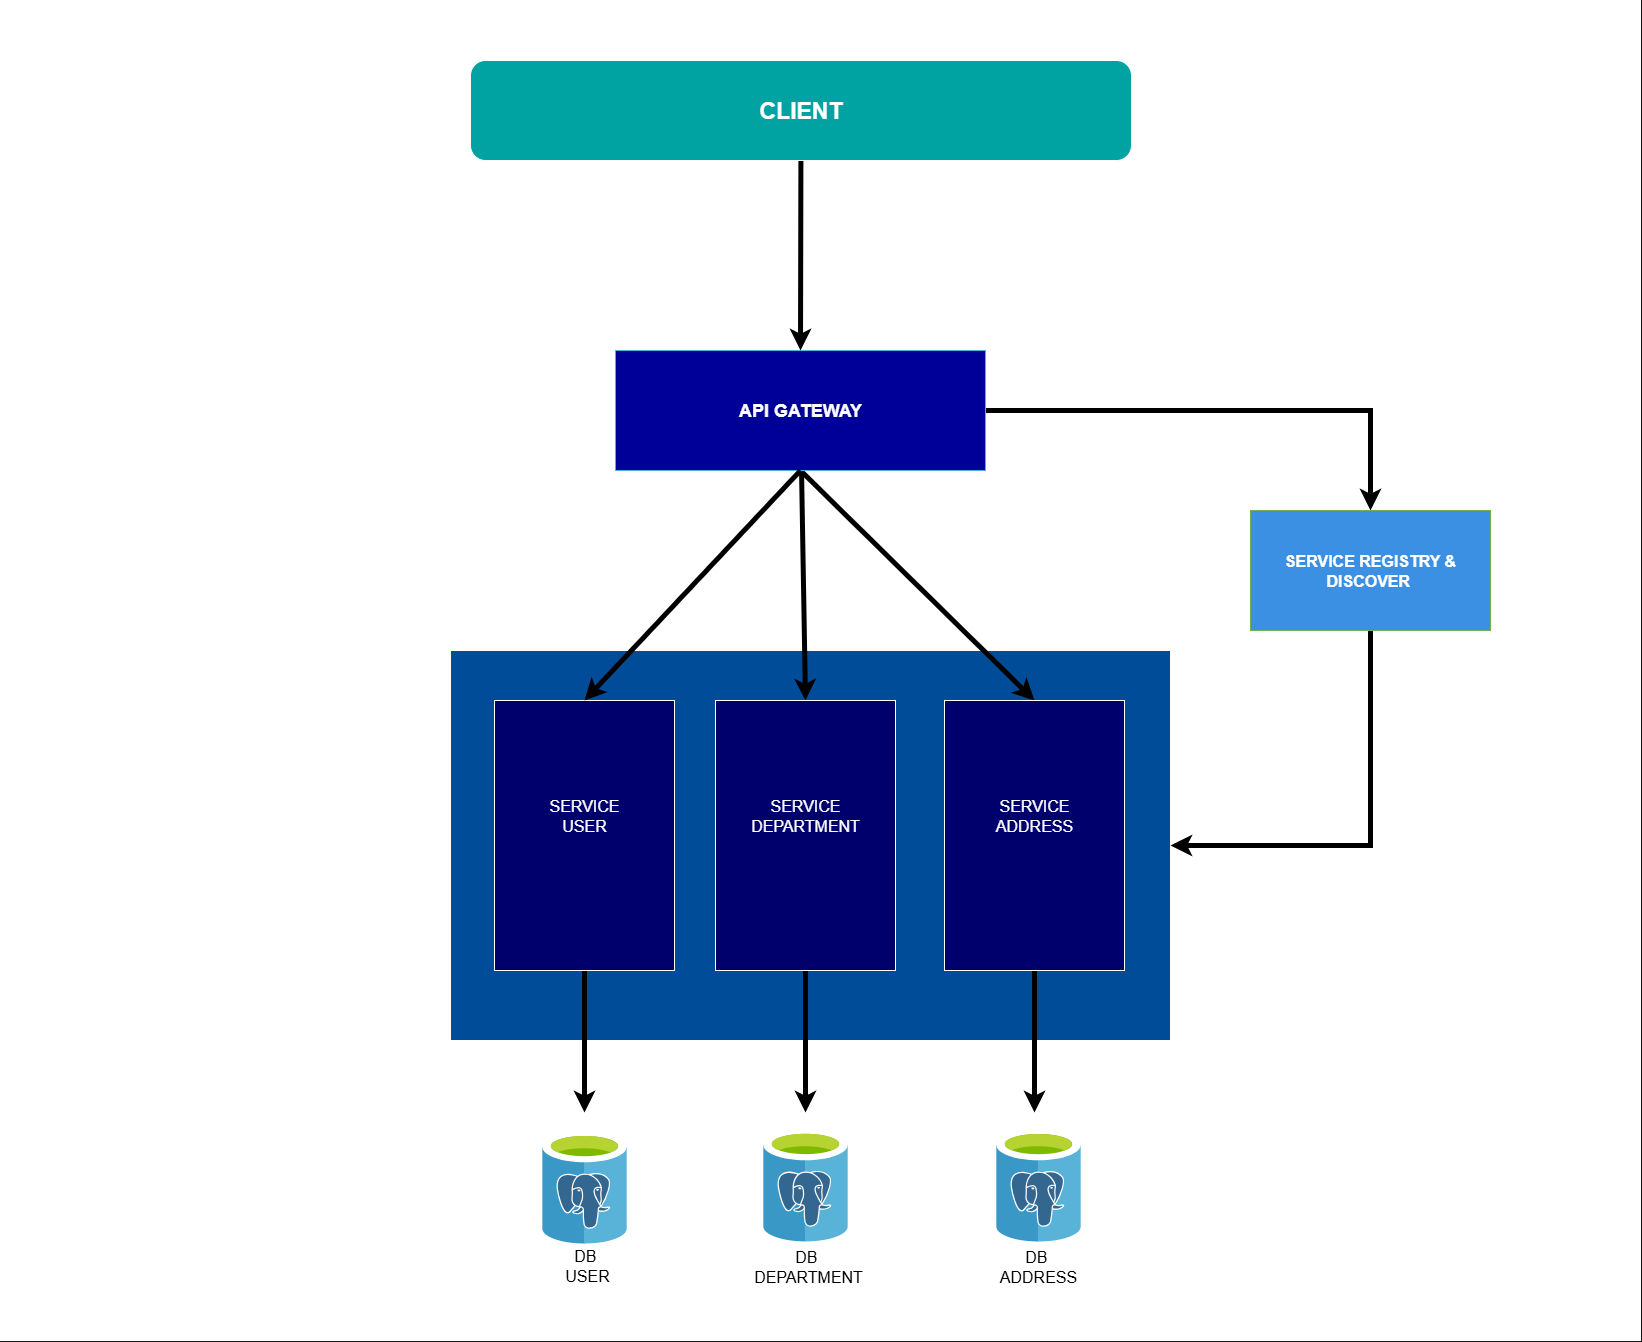 CLIENT
API GATEWAY
SERVICE REGISTRY &
DISCOVER
SERVICE
USER
SERVICE
DEPARTMENT
SERVICE
ADDRESS
DB
USER
DB
DEPARTMENT
DB
ADDRESS